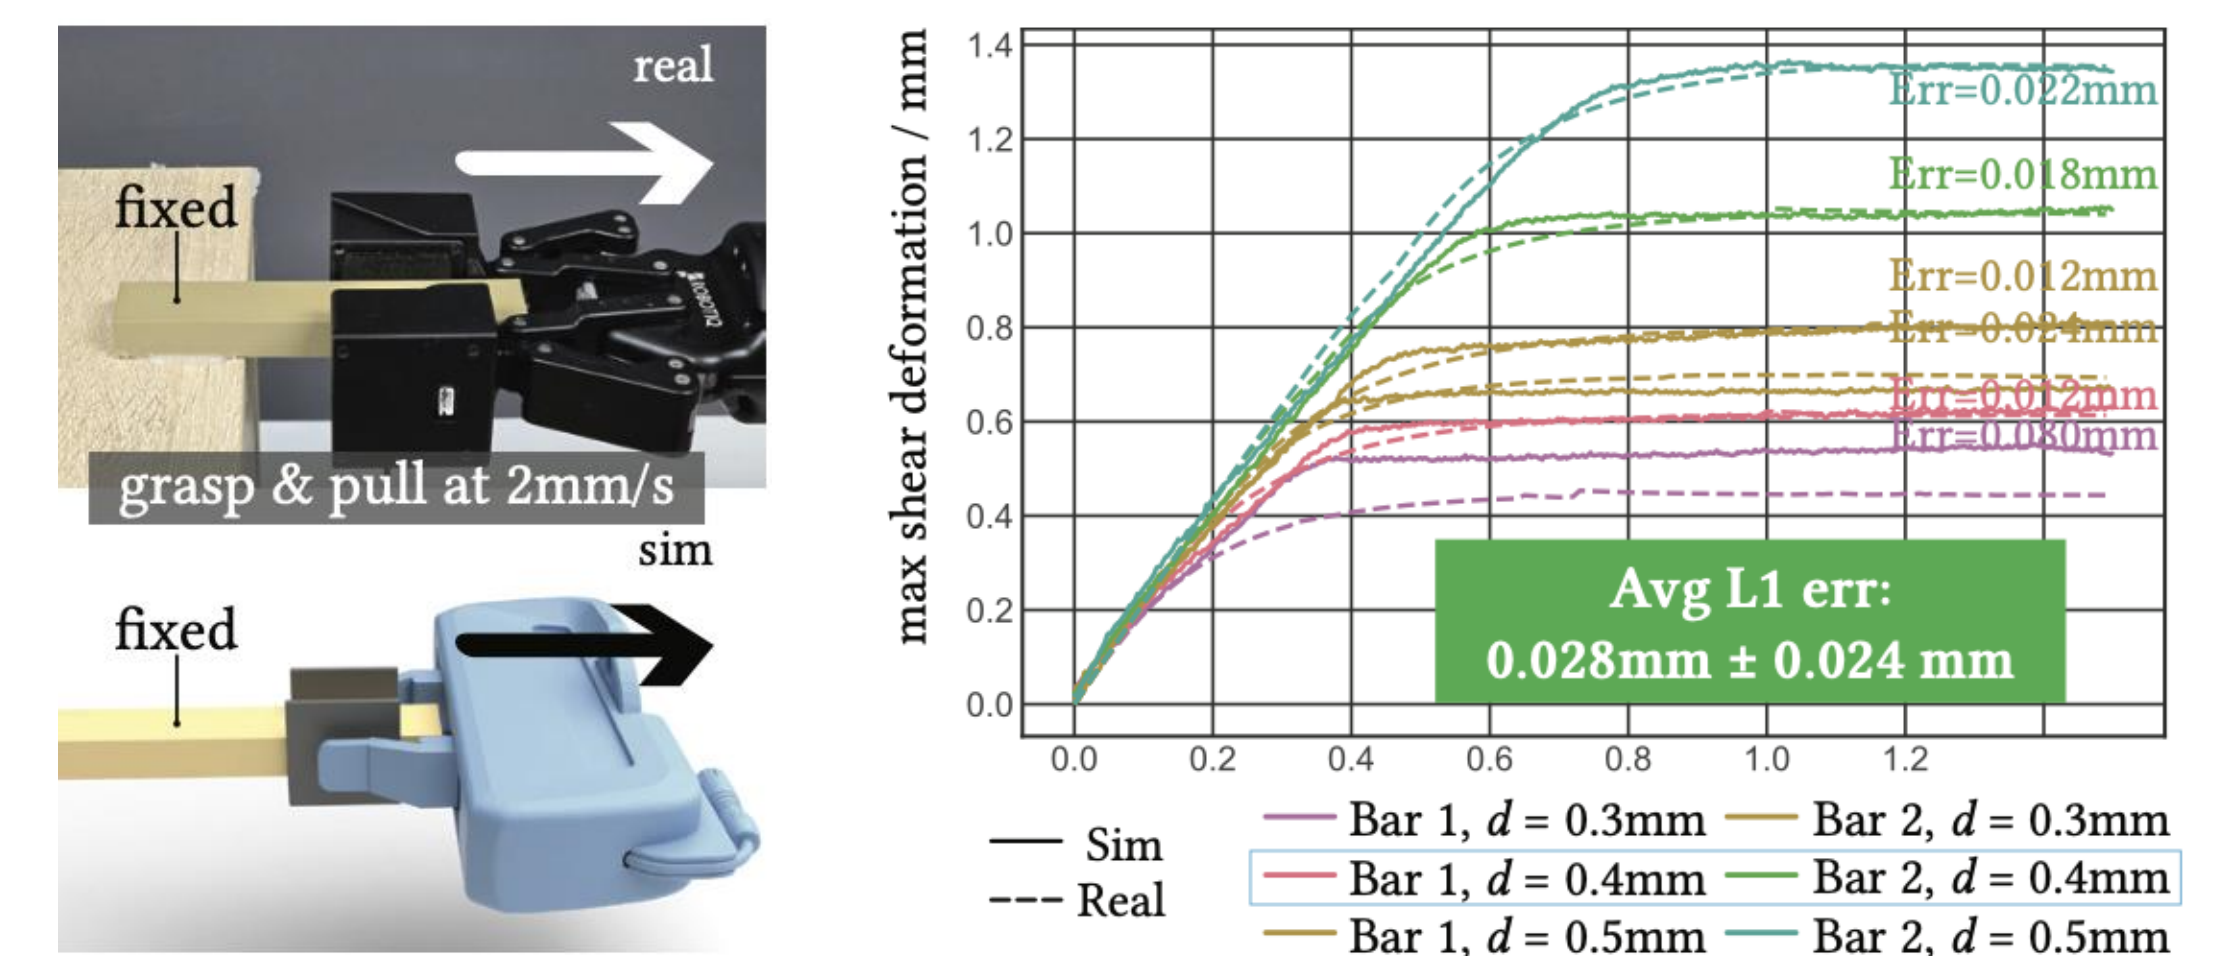 real
fixed
ROBOTIQ
grasp & pull at 2mm/s
sim
fixed
max shear deformation / mm
1.4
1.2
1.0
0.8
0.6
0.4
0.2
0.0
Err=0.022mm
Err=0.018mm
Err=0.012mm
Err=0.024mm
Err=0.012mm
Err=0.080mm
Avg L1 err:
0.028mm ± 0.024 mm
0.0 0.2 0.4 0.6 0.8 1.0 1.2
Sim
Real
Bar 1, d = 0.3mm Bar 2, d = 0.3mm
Bar 1, d = 0.4mm Bar 2, d = 0.4mm
Bar 1, d = 0.5mm Bar 2, d = 0.5mm